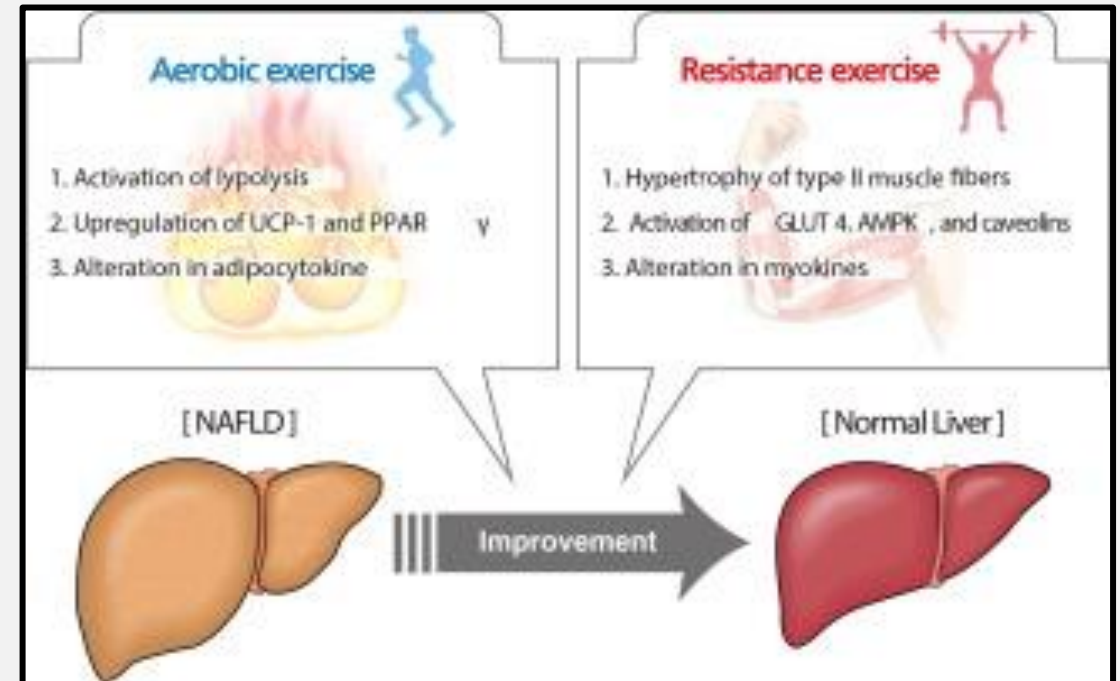 Aerobic exercise
1. Activation of lypolysis
2. Upregulation of UCP-1 and PPAR γ
3. Alteration in adipocytokine
Resistance exercise
1. Hypertrophy of type II muscle fibers
2. Activation of GLUT 4, AMPK , and caveolins
3. Alteration in myokines
[NAFLD]
[Normal Liver]
Improvement